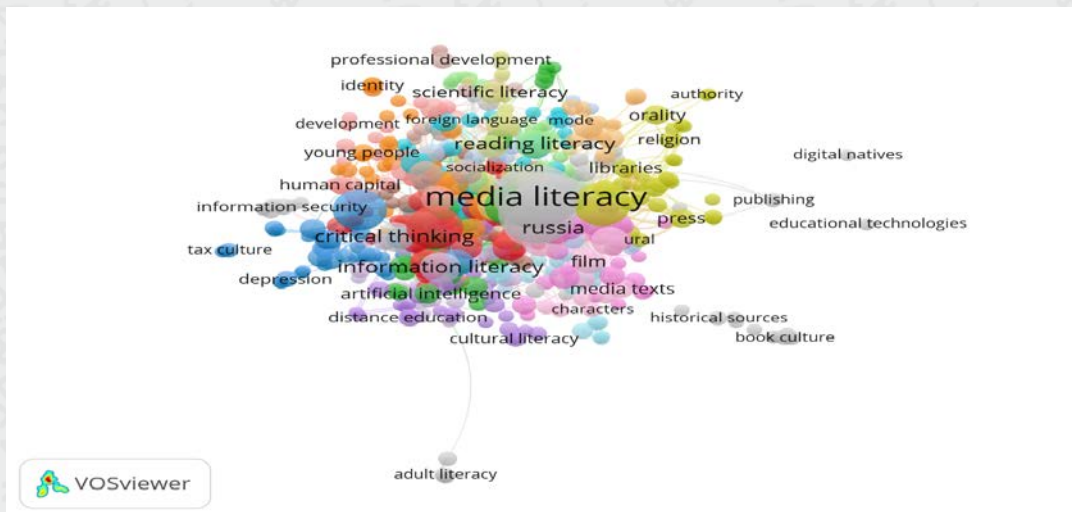 professional development
identity
scientific literacy
authority
development
foreign language
mode
orality
reading literacy
religion
young people
digital natives
socialization
libraries
human capital
media literacy
publishing
information security
press
educational technologies
russia
critical thinking
ural
tax culture
film
information literacy
depression
media texts
artificial intelligence
characters
distance education
historical sources
cultural literacy
book culture
adult literacy
VOSviewer